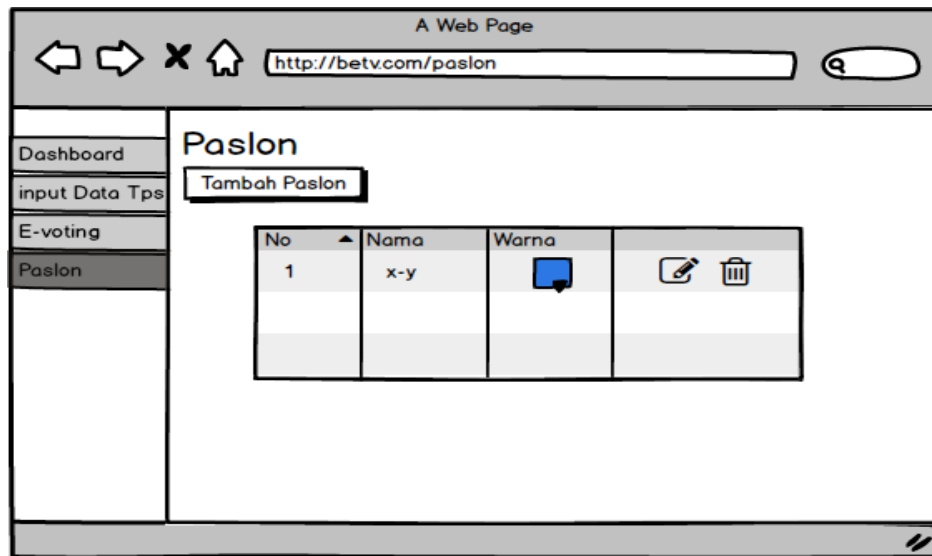 A Web Page
http://betv.com/paslon
Dashboard
input Data Tps
E-voting
Paslon
Paslon
Tambah Paslon
No Nama Warna
1 x-y